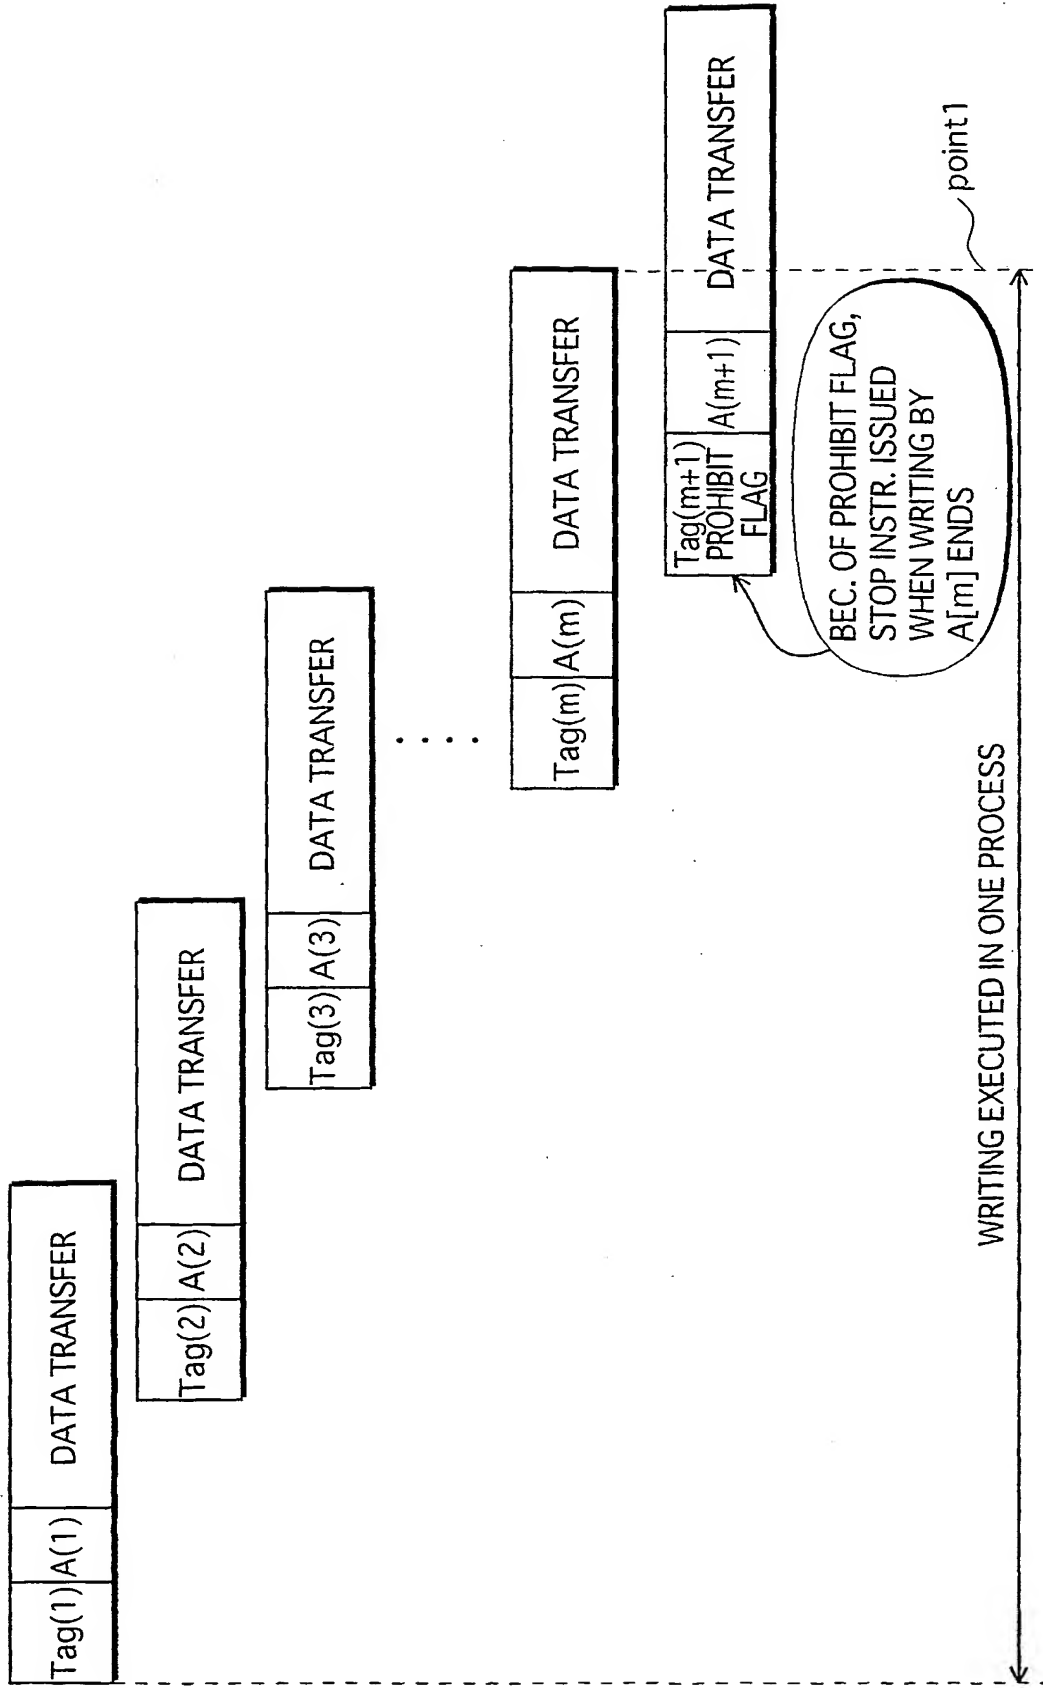 Tag(1) A(1) DATA TRANSFER
Tag(2) A(2) DATA TRANSFER
Tag(3) A(3) DATA TRANSFER
Tag(m) A(m) DATA TRANSFER
Tag(m+1)
PROHIBIT
FLAG
A(m+1)
DATA TRANSFER
BEC. OF PROHIBIT FLAG,
STOP INSTR. ISSUED
WHEN WRITING BY
A[m] ENDS
point1
WRITING EXECUTED IN ONE PROCESS